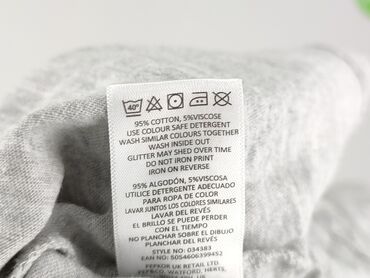 40°
95% COTTON, 5%VISCOSE
USE COLOUR SAFE DETERGENT
WASH SIMILAR COLOURS TOGETHER
WASH INSIDE OUT
GLITTER MAY SHED OVER TIME
DO NOT IRON PRINT
IRON ON REVERSE
95% ALGODÓN, 5%VISCOSA
UTILICE DETERGENTE ADECUADO
PARA ROPA DE COLOR
LAVAR JUNTOS LOS COLORES SIMILARES
LAVAR DEL REVÉS
EL BRILLO SE PUEDE PERDER
CON EL TIEMPO
NO PLANCHAR SOBRE EL DIBUJO
PLANCHAR DEL REVÉS
STYLE NO: 034383
EAN NO: 5054606399452
PEPKOR UK RETAIL LTD.
PEP&CO, WATFORD, HERTS,